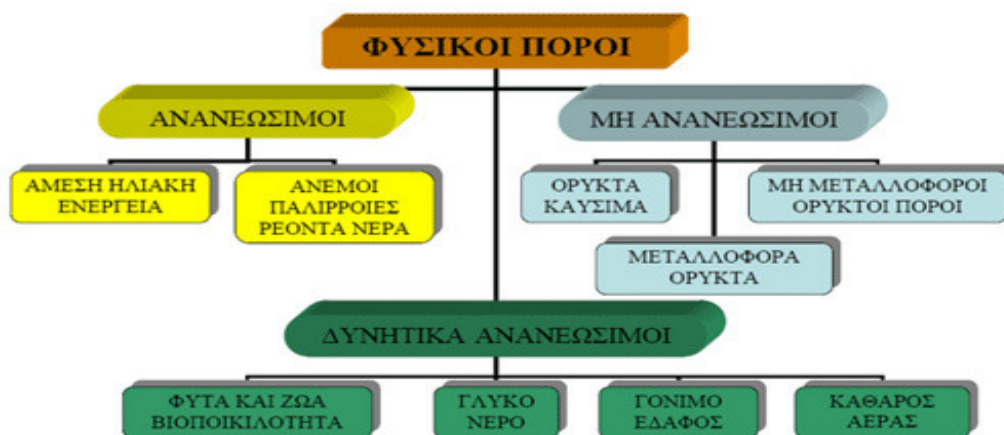 ΦΥΣΙΚΟΙ ΠΟΡΟΙ
ΑΝΑΝΕΩΣΙΜΟΙ
ΜΗ ΑΝΑΝΕΩΣΙΜΟΙ
ΑΜΕΣΗ ΗΛΙΑΚΗ
ΕΝΕΡΓΕΙΑ
ΑΝΕΜΟΙ
ΠΑΛΙΡΡΟΙΕΣ
ΡΕΟΝΤΑ ΝΕΡΑ
ΟΡΥΚΤΑ
ΚΑΥΣΙΜΑ
ΜΗ ΜΕΤΑΛΛΟΦΟΡΟΙ
ΟΡΥΚΤΟΙ ΠΟΡΟΙ
ΜΕΤΑΛΛΟΦΟΡΑ
ΟΡΥΚΤΑ
ΔΥΝΗΤΙΚΑ ΑΝΑΝΕΩΣΙΜΟΙ
ΦΥΤΑ ΚΑΙ ΖΩΑ
ΒΙΟΠΟΙΚΙΛΟΤΗΤΑ
ΓΛΥΚΟ
ΝΕΡΟ
ΓΟΝΙΜΟ
ΕΔΑΦΟΣ
ΚΑΘΑΡΟΣ
ΑΕΡΑΣ